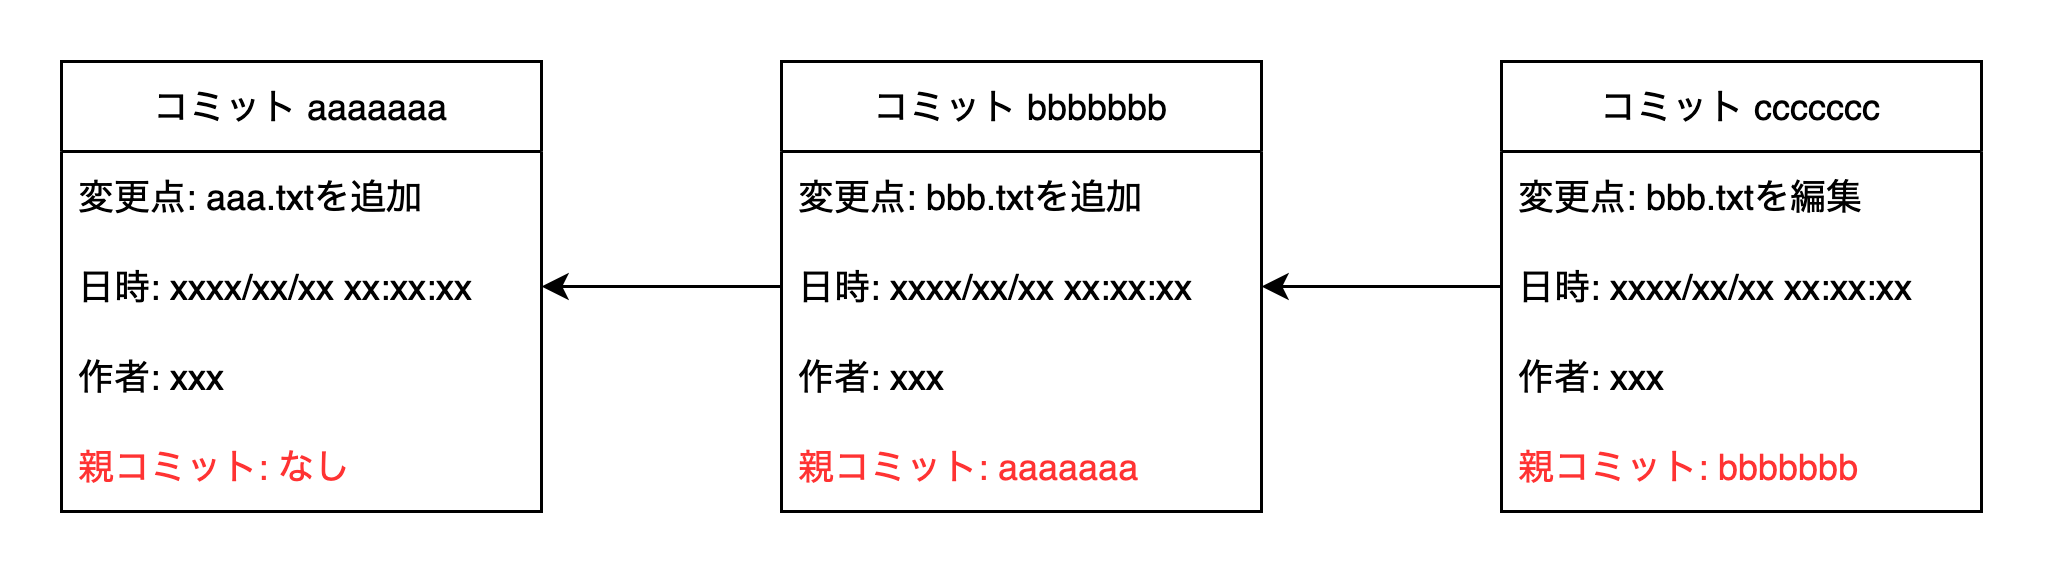 コミット aaaaaaa
変更点: aaa.txtを追加
日時: xxxx/xx/xx xx:xx:xx
作者: xxx
親コミット: なし
コミット bbbbbbb
変更点: bbb.txtを追加
日時: xxxx/xx/xx xx:xx:xx
作者: xxx
親コミット: aaaaaaa
コミット ccccccc
変更点: bbb.txtを編集
日時: xxxx/xx/xx xx:xx:xx
作者: xxx
親コミット: bbbbbbb